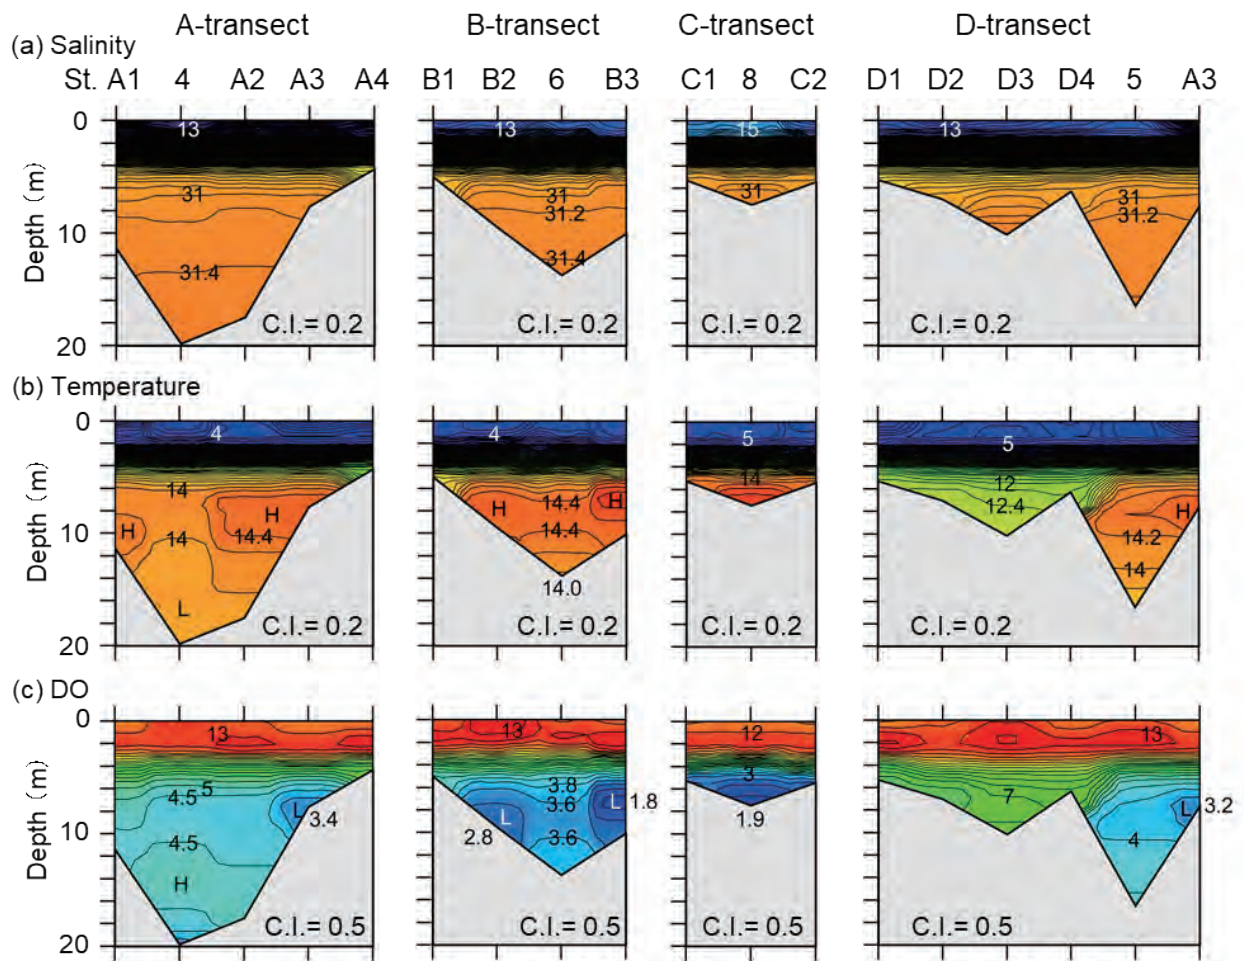 A-transect B-transect C-transect D-transect
(a) Salinity
St. A1 4 A2 A3 A4 B1 B2 6 B3 C1 8 C2 D1 D2 D3 D4 5 A3
0 13 13 15 13
31 31 31 31
31.2 31.2
10
31.4 31.4
Depth (m)
C.I.= 0.2 C.I.= 0.2 C.I.= 0.2 C.I.= 0.2
20
(b) Temperature
0 4 4 5 5
14 14.4 H 14 12
H H 12.4 H
10 H 14 14.4 14.4 14.2
14
14.0
L
Depth (m)
C.I.= 0.2 C.I.= 0.2 C.I.= 0.2 C.I.= 0.2
20
(c) DO
0 13 13 12 13
4.5 5 3.8 3 7
L 3.4 3.6 L 1.8 L 3.2
L 1.9
10 4.5 2.8 3.6 4
H
Depth (m)
C.I.= 0.5 C.I.= 0.5 C.I.= 0.5 C.I.= 0.5
20